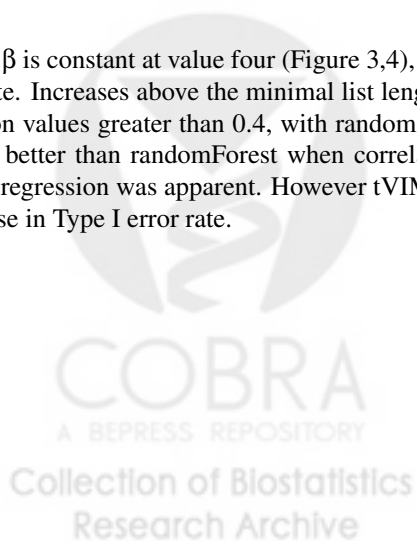 β is constant at value four (Figure 3,4),
te. Increases above the minimal list leng
on values greater than 0.4, with random
better than randomForest when correl
regression was apparent. However tVIM
se in Type I error rate.
COBRA
A BEPRESS REPOSITORY
Collection of Biostatistics
Research Archive